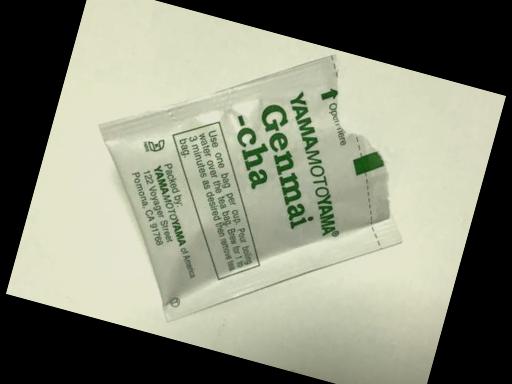 Open here
YAMAMOTOYAMA®
Genmai
-cha
Use one bag per cup. Pour boiling
water over the tea bag. Brew for 1 to
3 minutes as desired then remove tea
bag.
Packed by:
YAMAMOTOYAMA of America
122 Voyager Street
Pomona, CA 91768